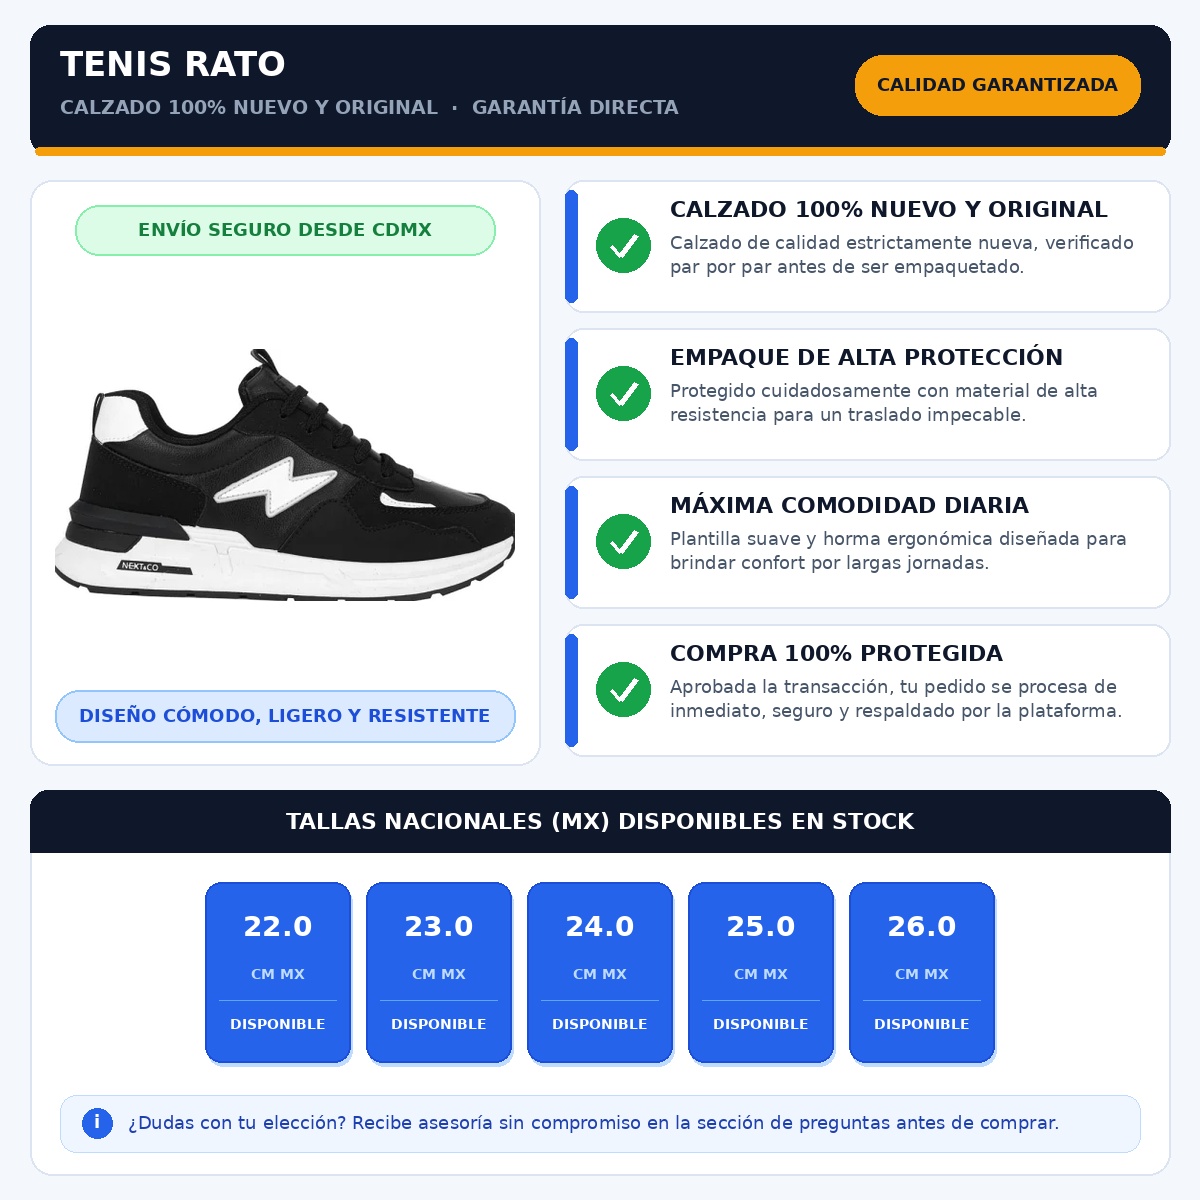 TENIS RATO
CALZADO 100% NUEVO Y ORIGINAL · GARANTÍA DIRECTA
CALIDAD GARANTIZADA
ENVÍO SEGURO DESDE CDMX
NEKT&CO
DISEÑO CÓMODO, LIGERO Y RESISTENTE
CALZADO 100% NUEVO Y ORIGINAL
Calzado de calidad estrictamente nueva, verificado
par por par antes de ser empaquetado.
EMPAQUE DE ALTA PROTECCIÓN
Protegido cuidadosamente con material de alta
resistencia para un traslado impecable.
MÁXIMA COMODIDAD DIARIA
Plantilla suave y horma ergonómica diseñada para
brindar confort por largas jornadas.
COMPRA 100% PROTEGIDA
Aprobada la transacción, tu pedido se procesa de
inmediato, seguro y respaldado por la plataforma.
TALLAS NACIONALES (MX) DISPONIBLES EN STOCK
22.0
CM MX
DISPONIBLE
23.0
CM MX
DISPONIBLE
24.0
CM MX
DISPONIBLE
25.0
CM MX
DISPONIBLE
26.0
CM MX
DISPONIBLE
i ¿Dudas con tu elección? Recibe asesoría sin compromiso en la sección de preguntas antes de comprar.